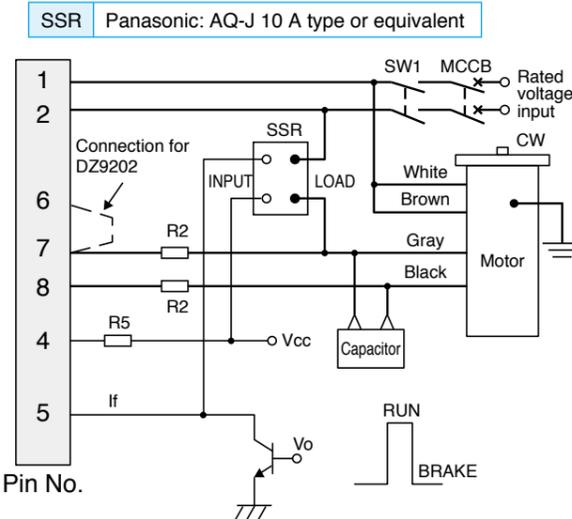 SSR Panasonic: AQ-J 10 A type or equivalent
1
SW1 MCCB Rated voltage input
2
SSR
CW
Connection for
DZ9202
INPUT LOAD
White
6
Brown
R2
Gray
7
Motor
Black
8
R2
R5
4
Vcc
Capacitor
If
5
RUN
Vo
BRAKE
Pin No.